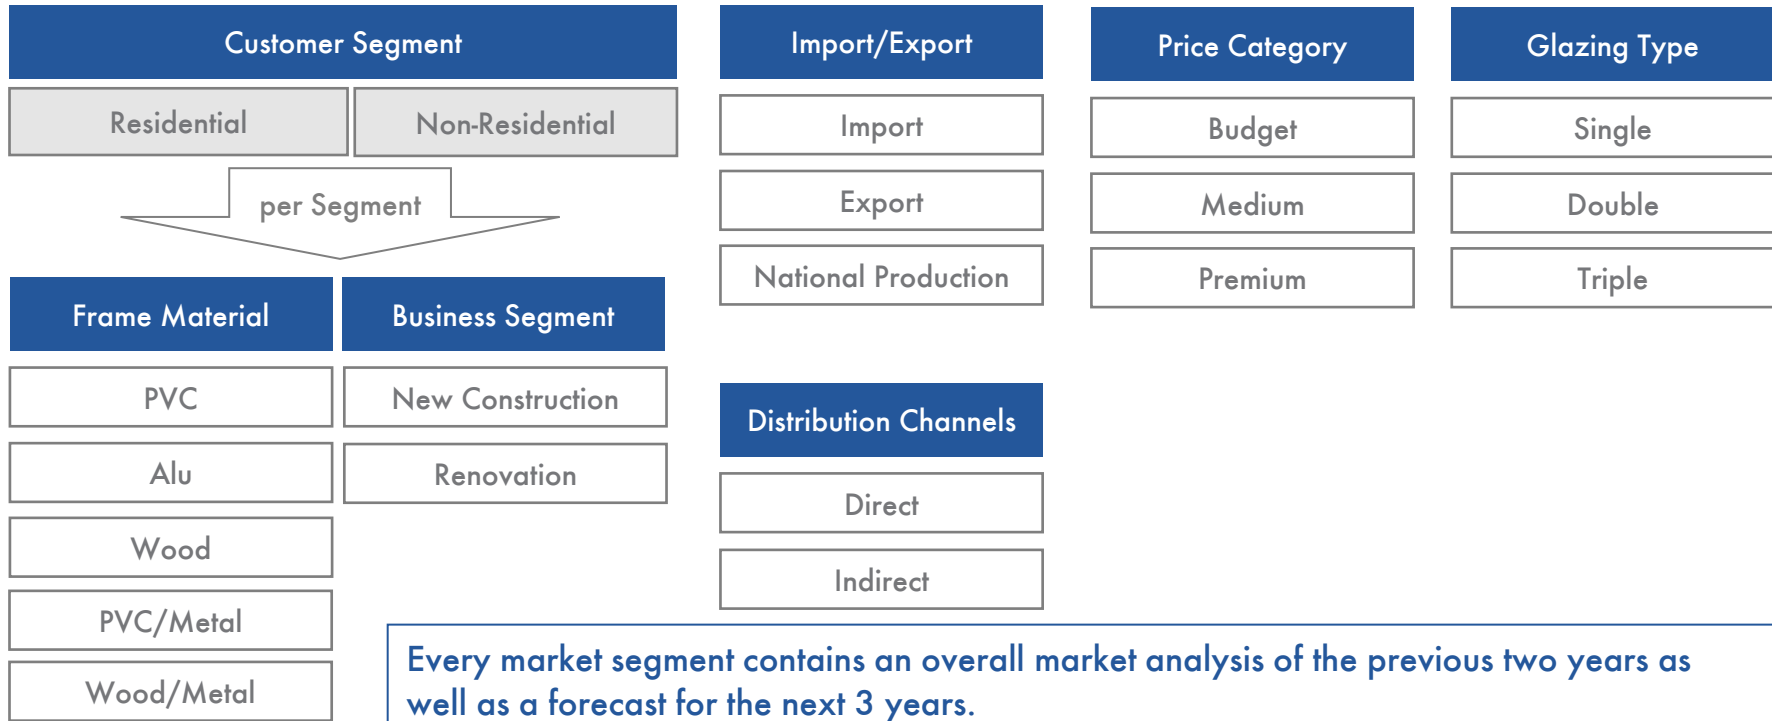 Customer Segment
Residential
Non-Residential
per Segment
Frame Material
PVC
Alu
Wood
PVC/Metal
Wood/Metal
Business Segment
New Construction
Renovation
Import/Export
Import
Export
National Production
Distribution Channels
Direct
Indirect
Price Category
Budget
Medium
Premium
Glazing Type
Single
Double
Triple
Every market segment contains an overall market analysis of the previous two years as
well as a forecast for the next 3 years.